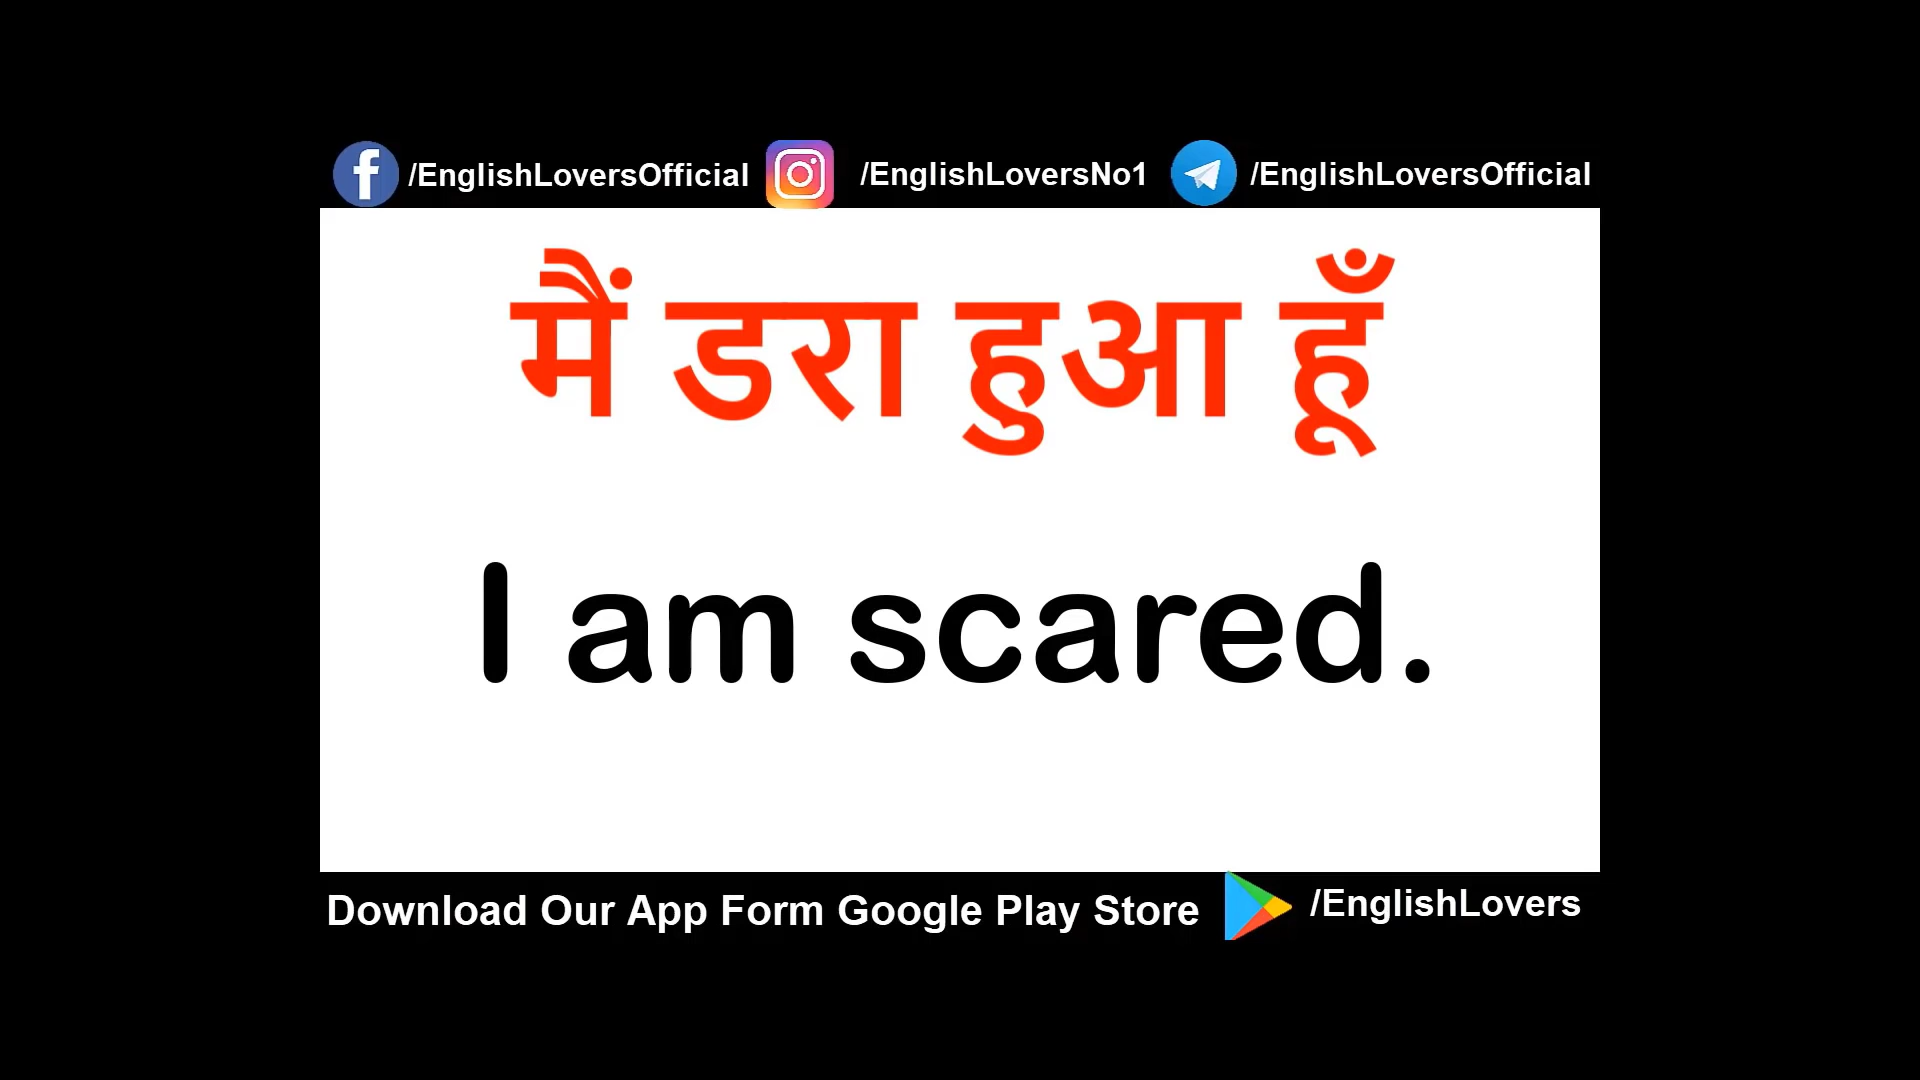 /EnglishLoversOfficial /EnglishLoversNo1 /EnglishLoversOfficial
मैं डरा हुआ हूँ
I am scared.
Download Our App Form Google Play Store /EnglishLovers